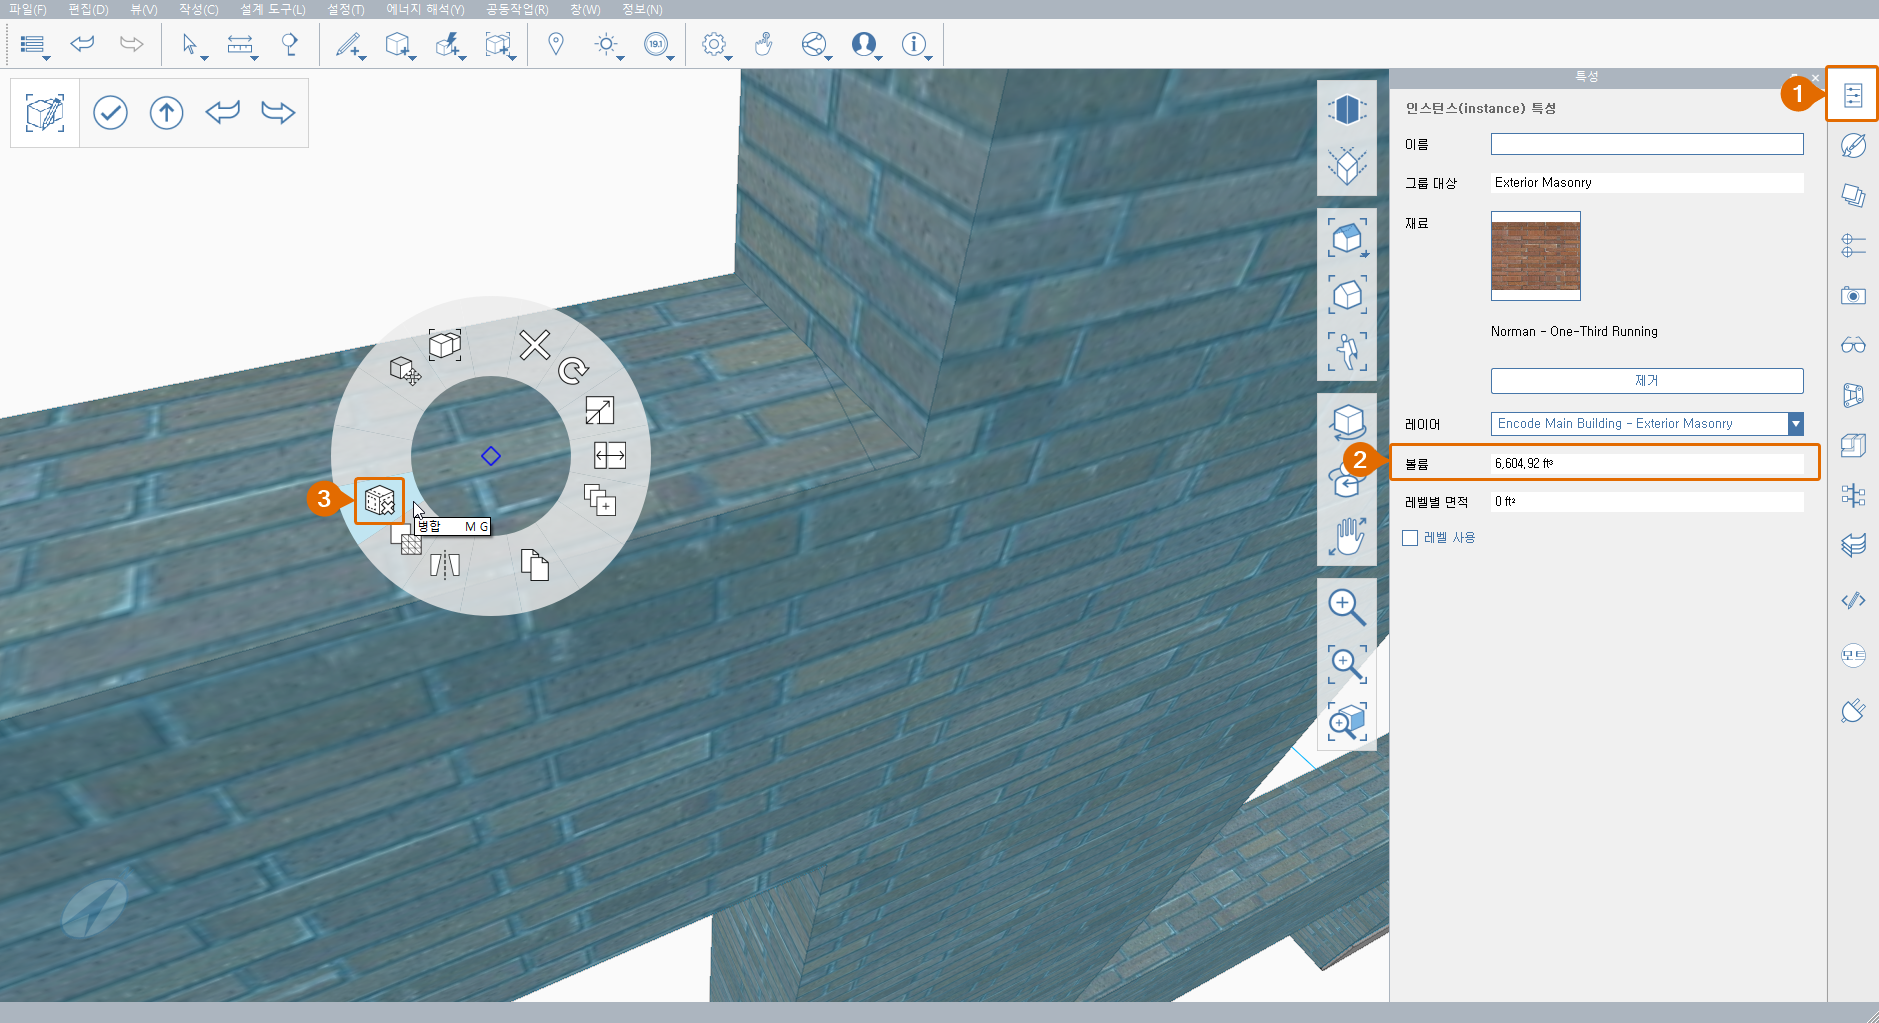 파일(F) 편집(D) 뷰(V) 작성(C) 설계 도구(L) 설정(T) 에너지 해석(Y) 공동작업(R) 창(W) 정보(N)
19.1
특성
1
인스턴스(instance) 특성
이름
그룹 대상 Exterior Masonry
재료
Norman - One-Third Running
제거
레이어 Encode Main Building - Exterior Masonry
2
볼륨 6,604.92 ft³
3
레벨별 면적 0 ft²
병합 M G
레벨 사용